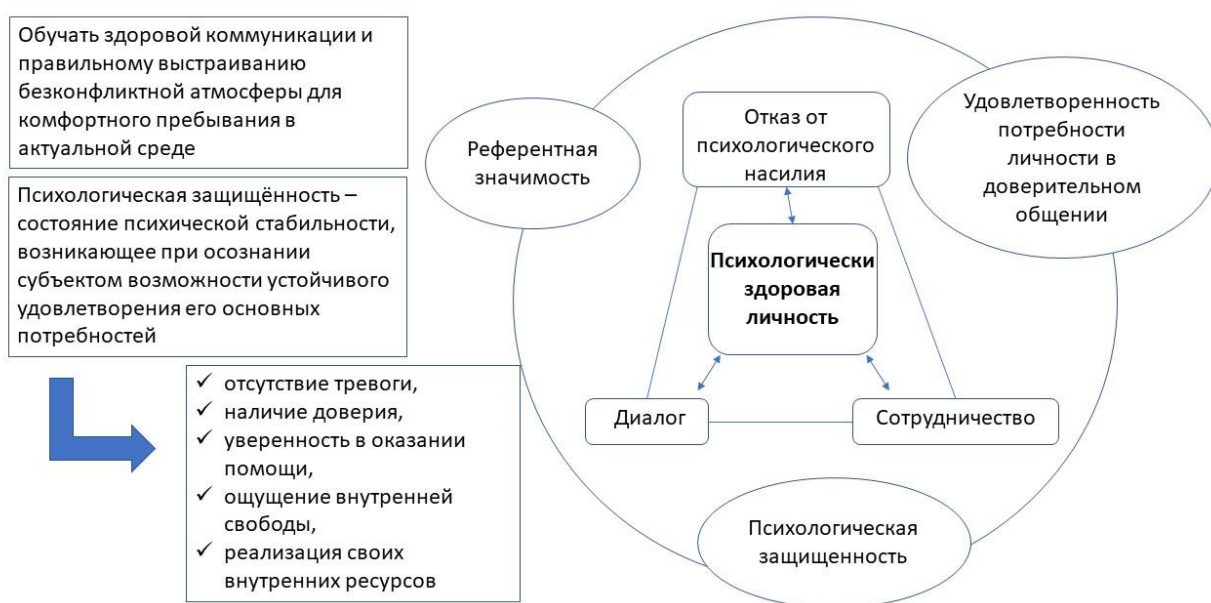 Обучать здоровой коммуникации и
правильному выстраиванию
безконфликтной атмосферы для
комфортного пребывания в
актуальной среде
Психологическая защищённость –
состояние психической стабильности,
возникающее при осознании
субъектом возможности устойчивого
удовлетворения его основных
потребностей
✓ отсутствие тревоги,
✓ наличие доверия,
✓ уверенность в оказании
помощи,
✓ ощущение внутренней
свободы,
✓ реализация своих
внутренних ресурсов
Референтная
значимость
Отказ от
психологического
насилия
Удовлетворенность
потребности
личности в
доверительном
общении
Психологически
здоровая
личность
Диалог
Сотрудничество
Психологическая
защищенность